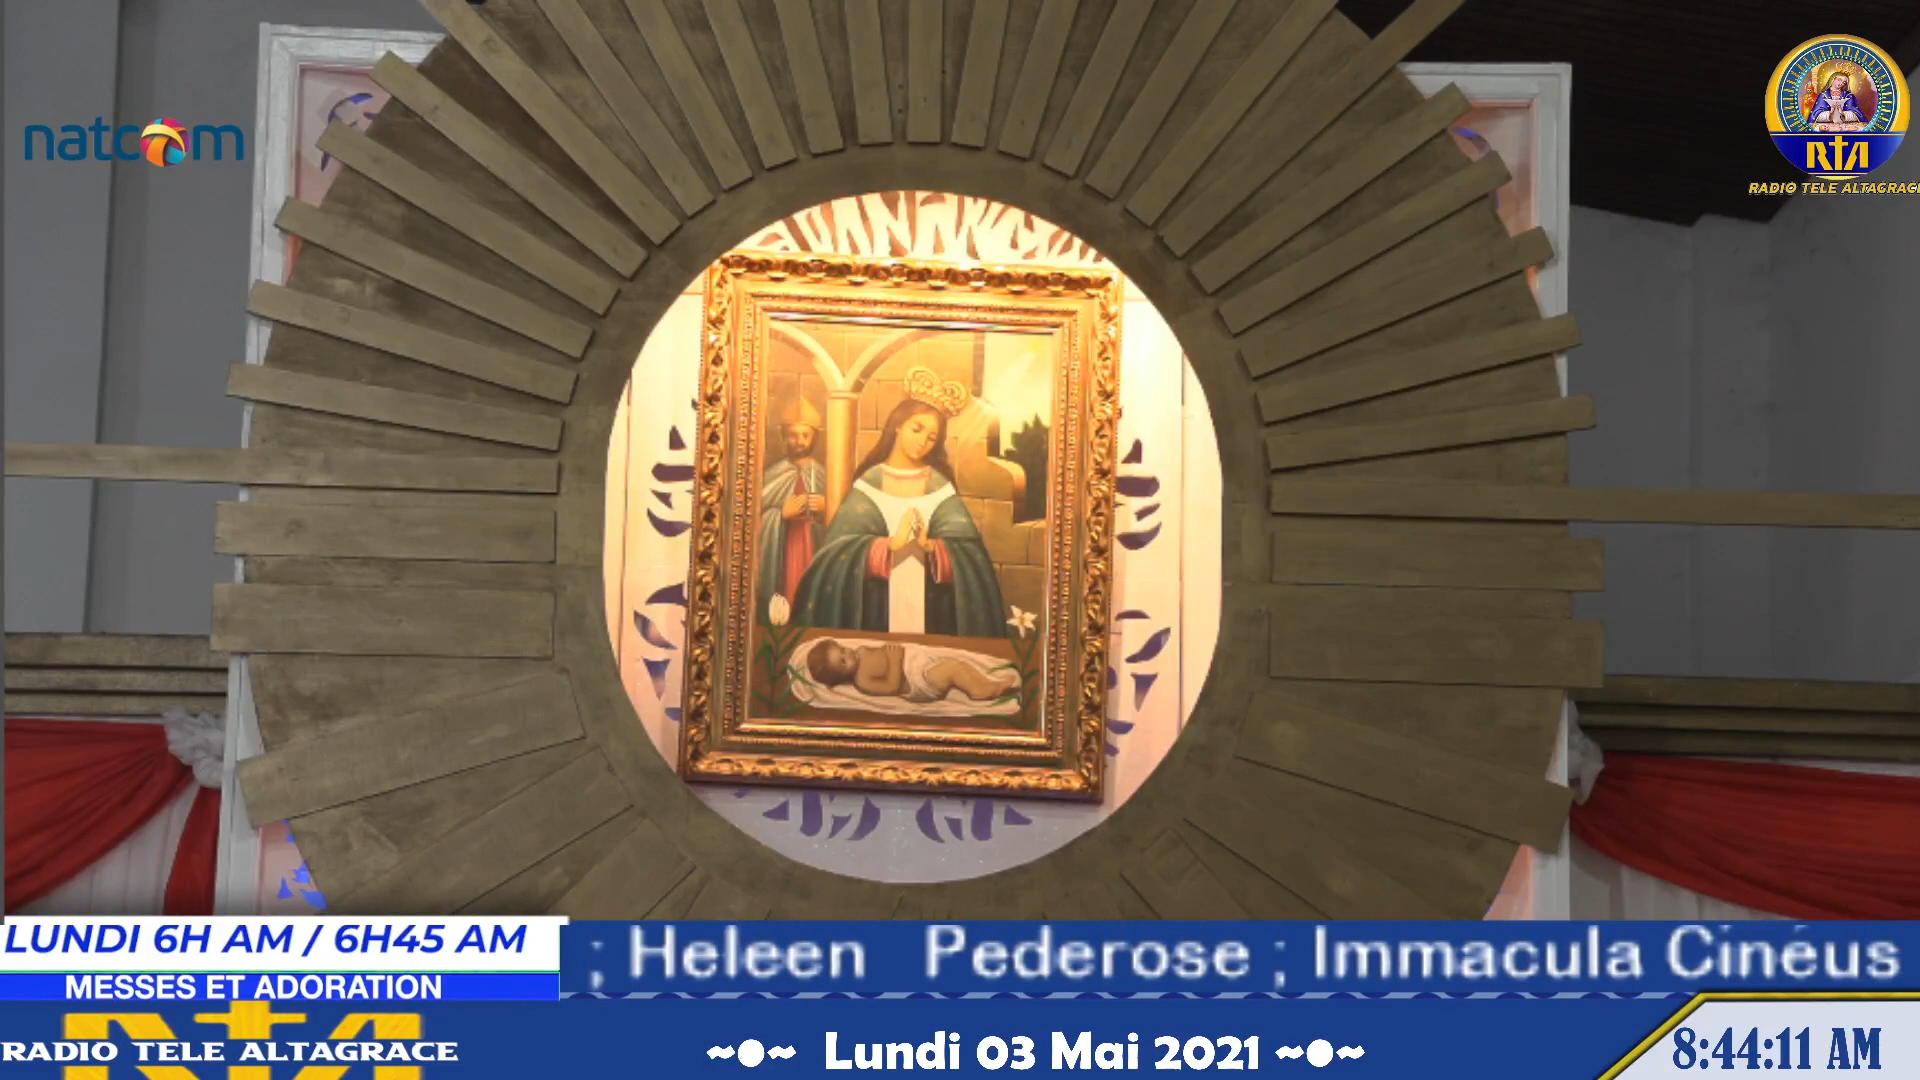 natcom
RTA
RADIO TELE ALTAGRACE
LUNDI 6H AM / 6H45 AM
; Heleen Pederose ; Immacula Cinéus
MESSES ET ADORATION
RTA
RADIO TELE ALTAGRACE
~●~ Lundi 03 Mai 2021 ~●~
8:44:11 AM